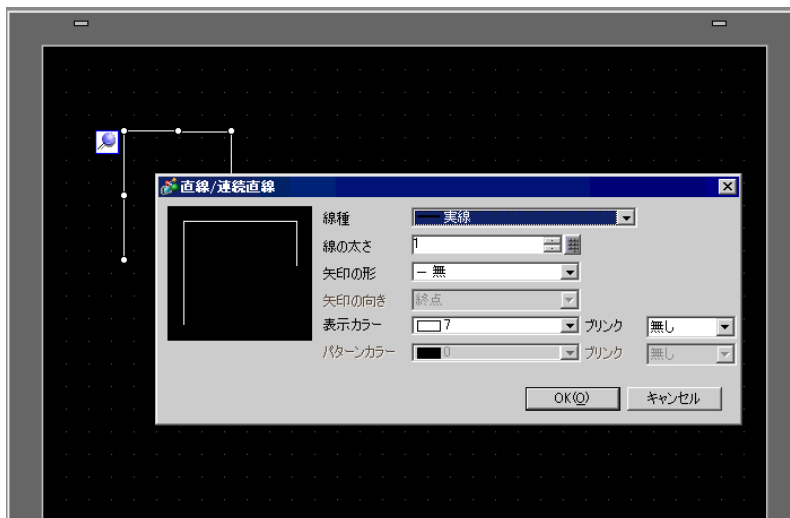 直線/連続直線
線種 実線
線の太さ 1
矢印の形 無
矢印の向き 終点
表示カラー 7 ブリンク 無し
パターンカラー 0 ブリンク 無し
OK(O) キャンセル